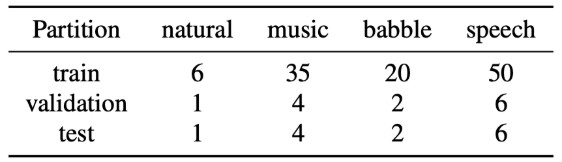 Partition natural music babble speech
train 6 35 20 50
validation 1 4 2 6
test 1 4 2 6